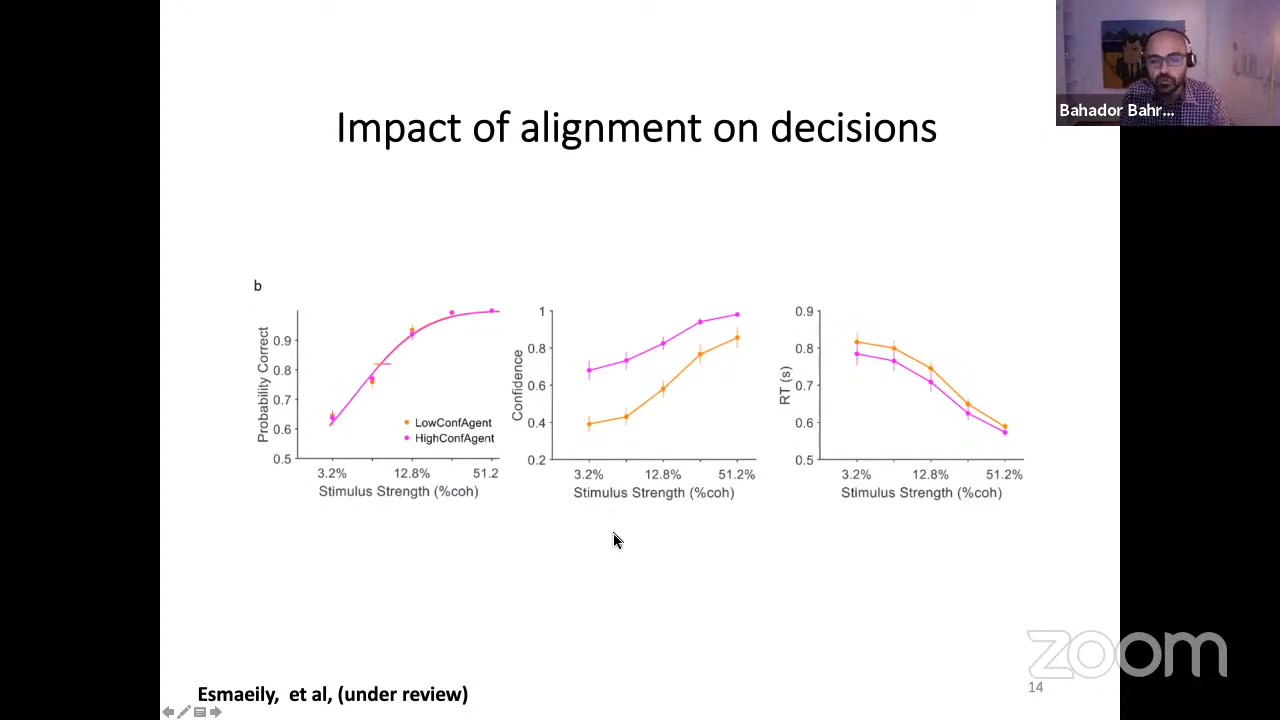 Bahador Bahr...
Impact of alignment on decisions
b
Probability Correct
0.9
0.8
0.7
0.6
0.5
LowConfAgent
HighConfAgent
3.2% 12.8% 51.2
Stimulus Strength (%coh)
Confidence
1
0.8
0.6
0.4
0.2
3.2% 12.8% 51.2%
Stimulus Strength (%coh)
RT (s)
0.9
0.8
0.7
0.6
0.5
3.2% 12.8% 51.2%
Stimulus Strength (%coh)
zoom
14
Esmaeily, et al, (under review)